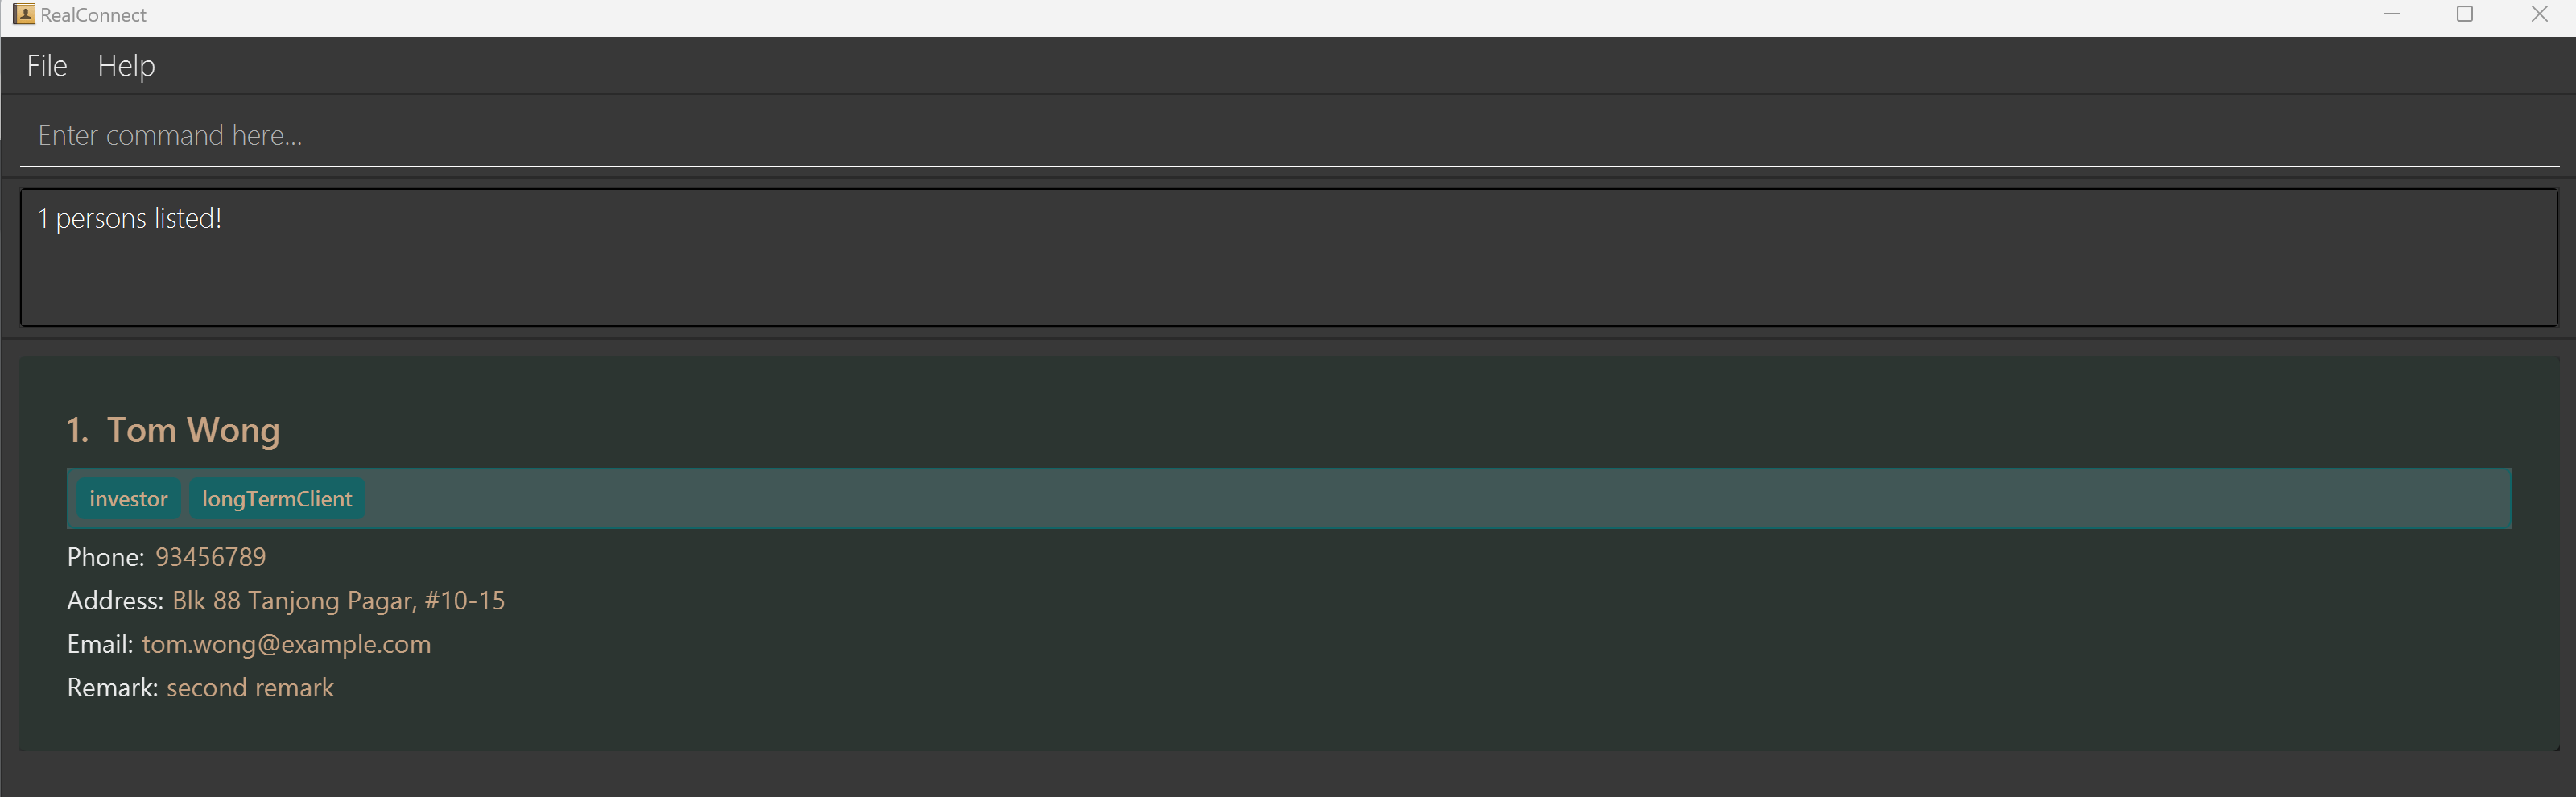 RealConnect
File Help
Enter command here...
1 persons listed!
1. Tom Wong
investor longTermClient
Phone: 93456789
Address: Blk 88 Tanjong Pagar, #10-15
Email: tom.wong@example.com
Remark: second remark